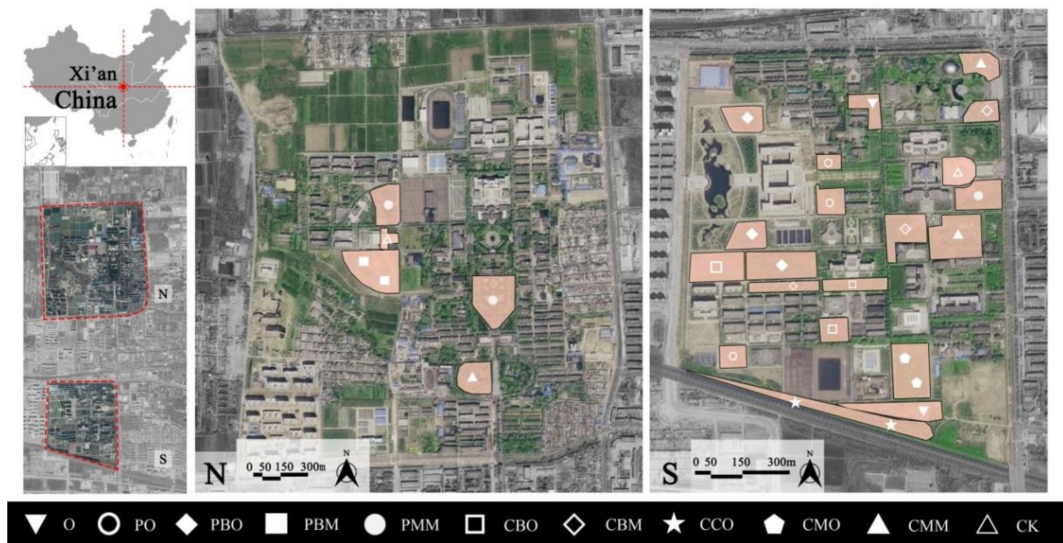 Xi'an
China
N
S
N
0 50 150 300m
S
0 50 150 300m
O PO PBO PBM PMM CBO CBM CCO CMO CMM CK